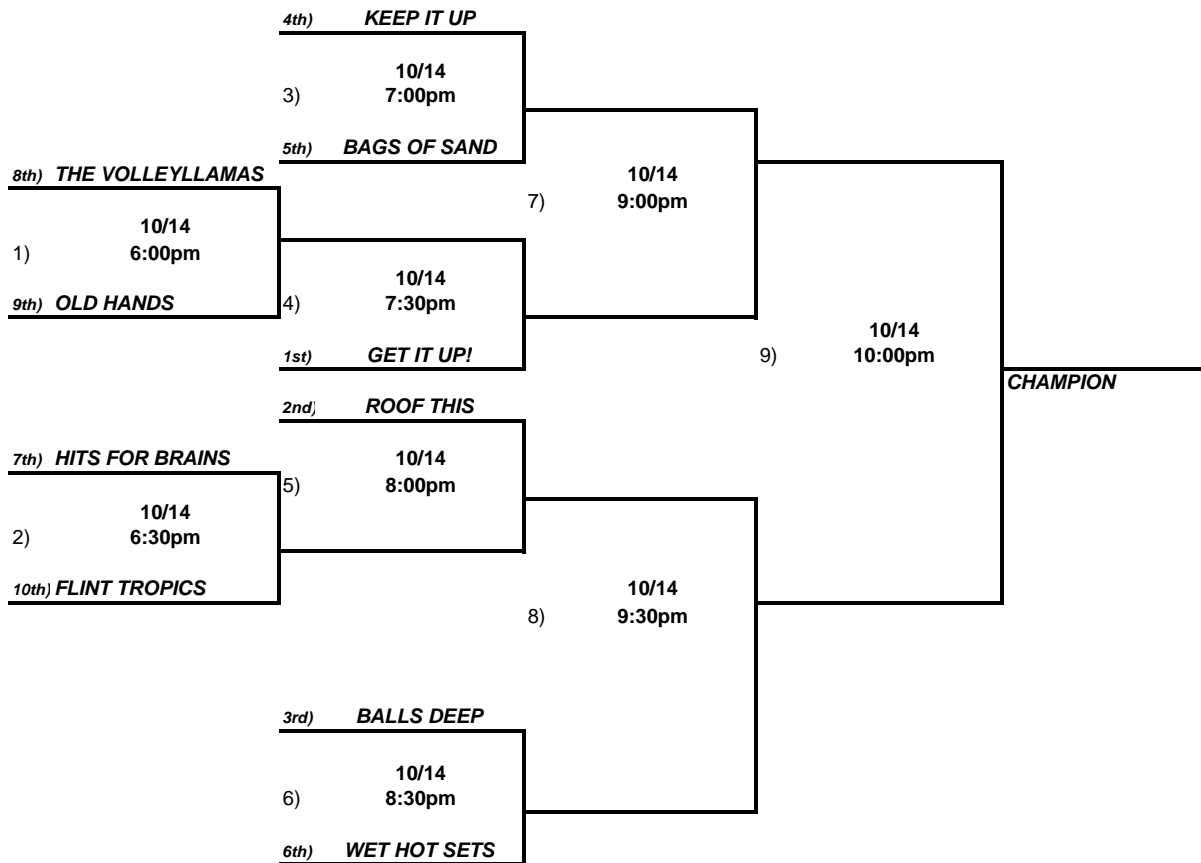 4th) KEEP IT UP
10/14
3) 7:00pm
5th) BAGS OF SAND
8th) THE VOLLEYLLAMAS
10/14
7) 9:00pm
10/14
1) 6:00pm
10/14
9th) OLD HANDS
4) 7:30pm
10/14
1st) GET IT UP!
9) 10:00pm
CHAMPION
2nd) ROOF THIS
7th) HITS FOR BRAINS
10/14
5) 8:00pm
10/14
2) 6:30pm
10th) FLINT TROPICS
10/14
8) 9:30pm
3rd) BALLS DEEP
10/14
6) 8:30pm
6th) WET HOT SETS